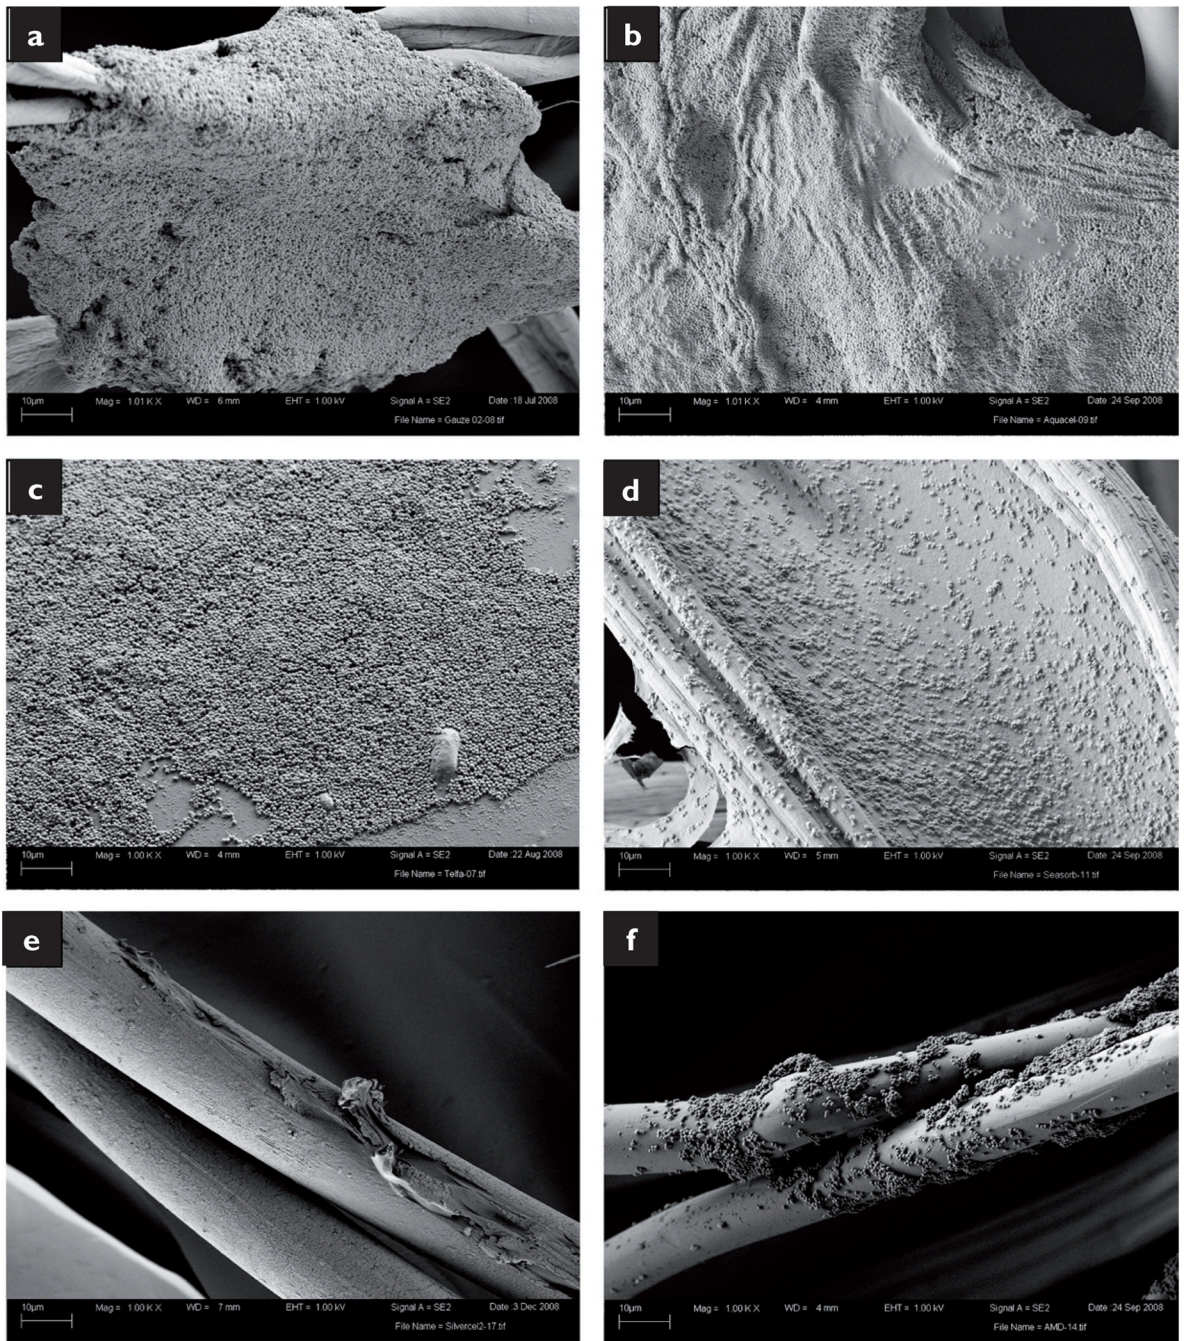 a
10µm Mag = 1.01 K X WD = 6 mm EHT = 1.00 kV Signal A = SE2 Date :18 Jul 2008
File Name = Gauze 02-08.tif
b
10µm Mag = 1.01 K X WD = 4 mm EHT = 1.00 kV Signal A = SE2 Date :24 Sep 2008
File Name = Aquacel-09.tif
c
10µm Mag = 1.00 K X WD = 4 mm EHT = 1.00 kV Signal A = SE2 Date :22 Aug 2008
File Name = Telfa-07.tif
d
10µm Mag = 1.00 K X WD = 5 mm EHT = 1.00 kV Signal A = SE2 Date :24 Sep 2008
File Name = Seasorb-11.tif
e
10µm Mag = 1.00 K X WD = 7 mm EHT = 1.00 kV Signal A = SE2 Date :3 Dec 2008
File Name = Silvercel2-17.tif
f
10µm Mag = 1.00 K X WD = 4 mm EHT = 1.00 kV Signal A = SE2 Date :24 Sep 2008
File Name = AMD-14.tif